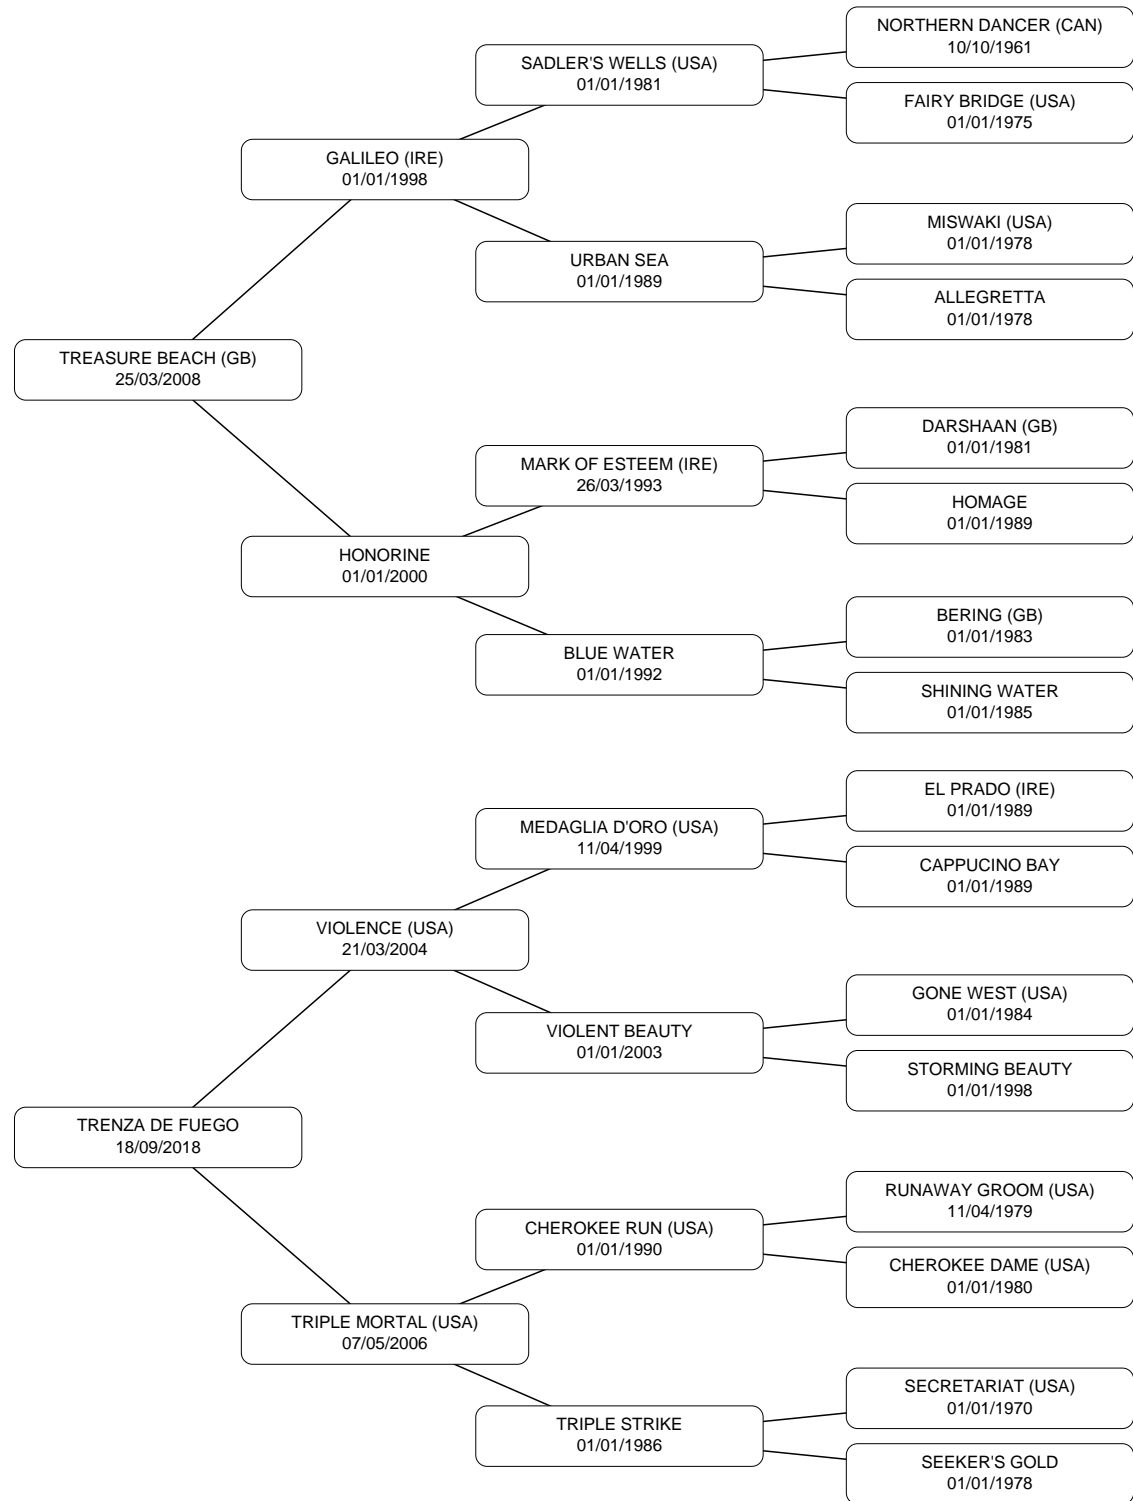 NORTHERN DANCER (CAN)
10/10/1961
SADLER'S WELLS (USA)
01/01/1981
FAIRY BRIDGE (USA)
01/01/1975
GALILEO (IRE)
01/01/1998
MISWAKI (USA)
01/01/1978
URBAN SEA
01/01/1989
ALLEGRETTA
01/01/1978
TREASURE BEACH (GB)
25/03/2008
DARSHAAN (GB)
01/01/1981
MARK OF ESTEEM (IRE)
26/03/1993
HOMAGE
01/01/1989
HONORINE
01/01/2000
BERING (GB)
01/01/1983
BLUE WATER
01/01/1992
SHINING WATER
01/01/1985
EL PRADO (IRE)
01/01/1989
MEDAGLIA D'ORO (USA)
11/04/1999
CAPPUCINO BAY
01/01/1989
VIOLENCE (USA)
21/03/2004
GONE WEST (USA)
01/01/1984
VIOLENT BEAUTY
01/01/2003
STORMING BEAUTY
01/01/1998
TRENZA DE FUEGO
18/09/2018
RUNAWAY GROOM (USA)
11/04/1979
CHEROKEE RUN (USA)
01/01/1990
CHEROKEE DAME (USA)
01/01/1980
TRIPLE MORTAL (USA)
07/05/2006
SECRETARIAT (USA)
01/01/1970
TRIPLE STRIKE
01/01/1986
SEEKER'S GOLD
01/01/1978